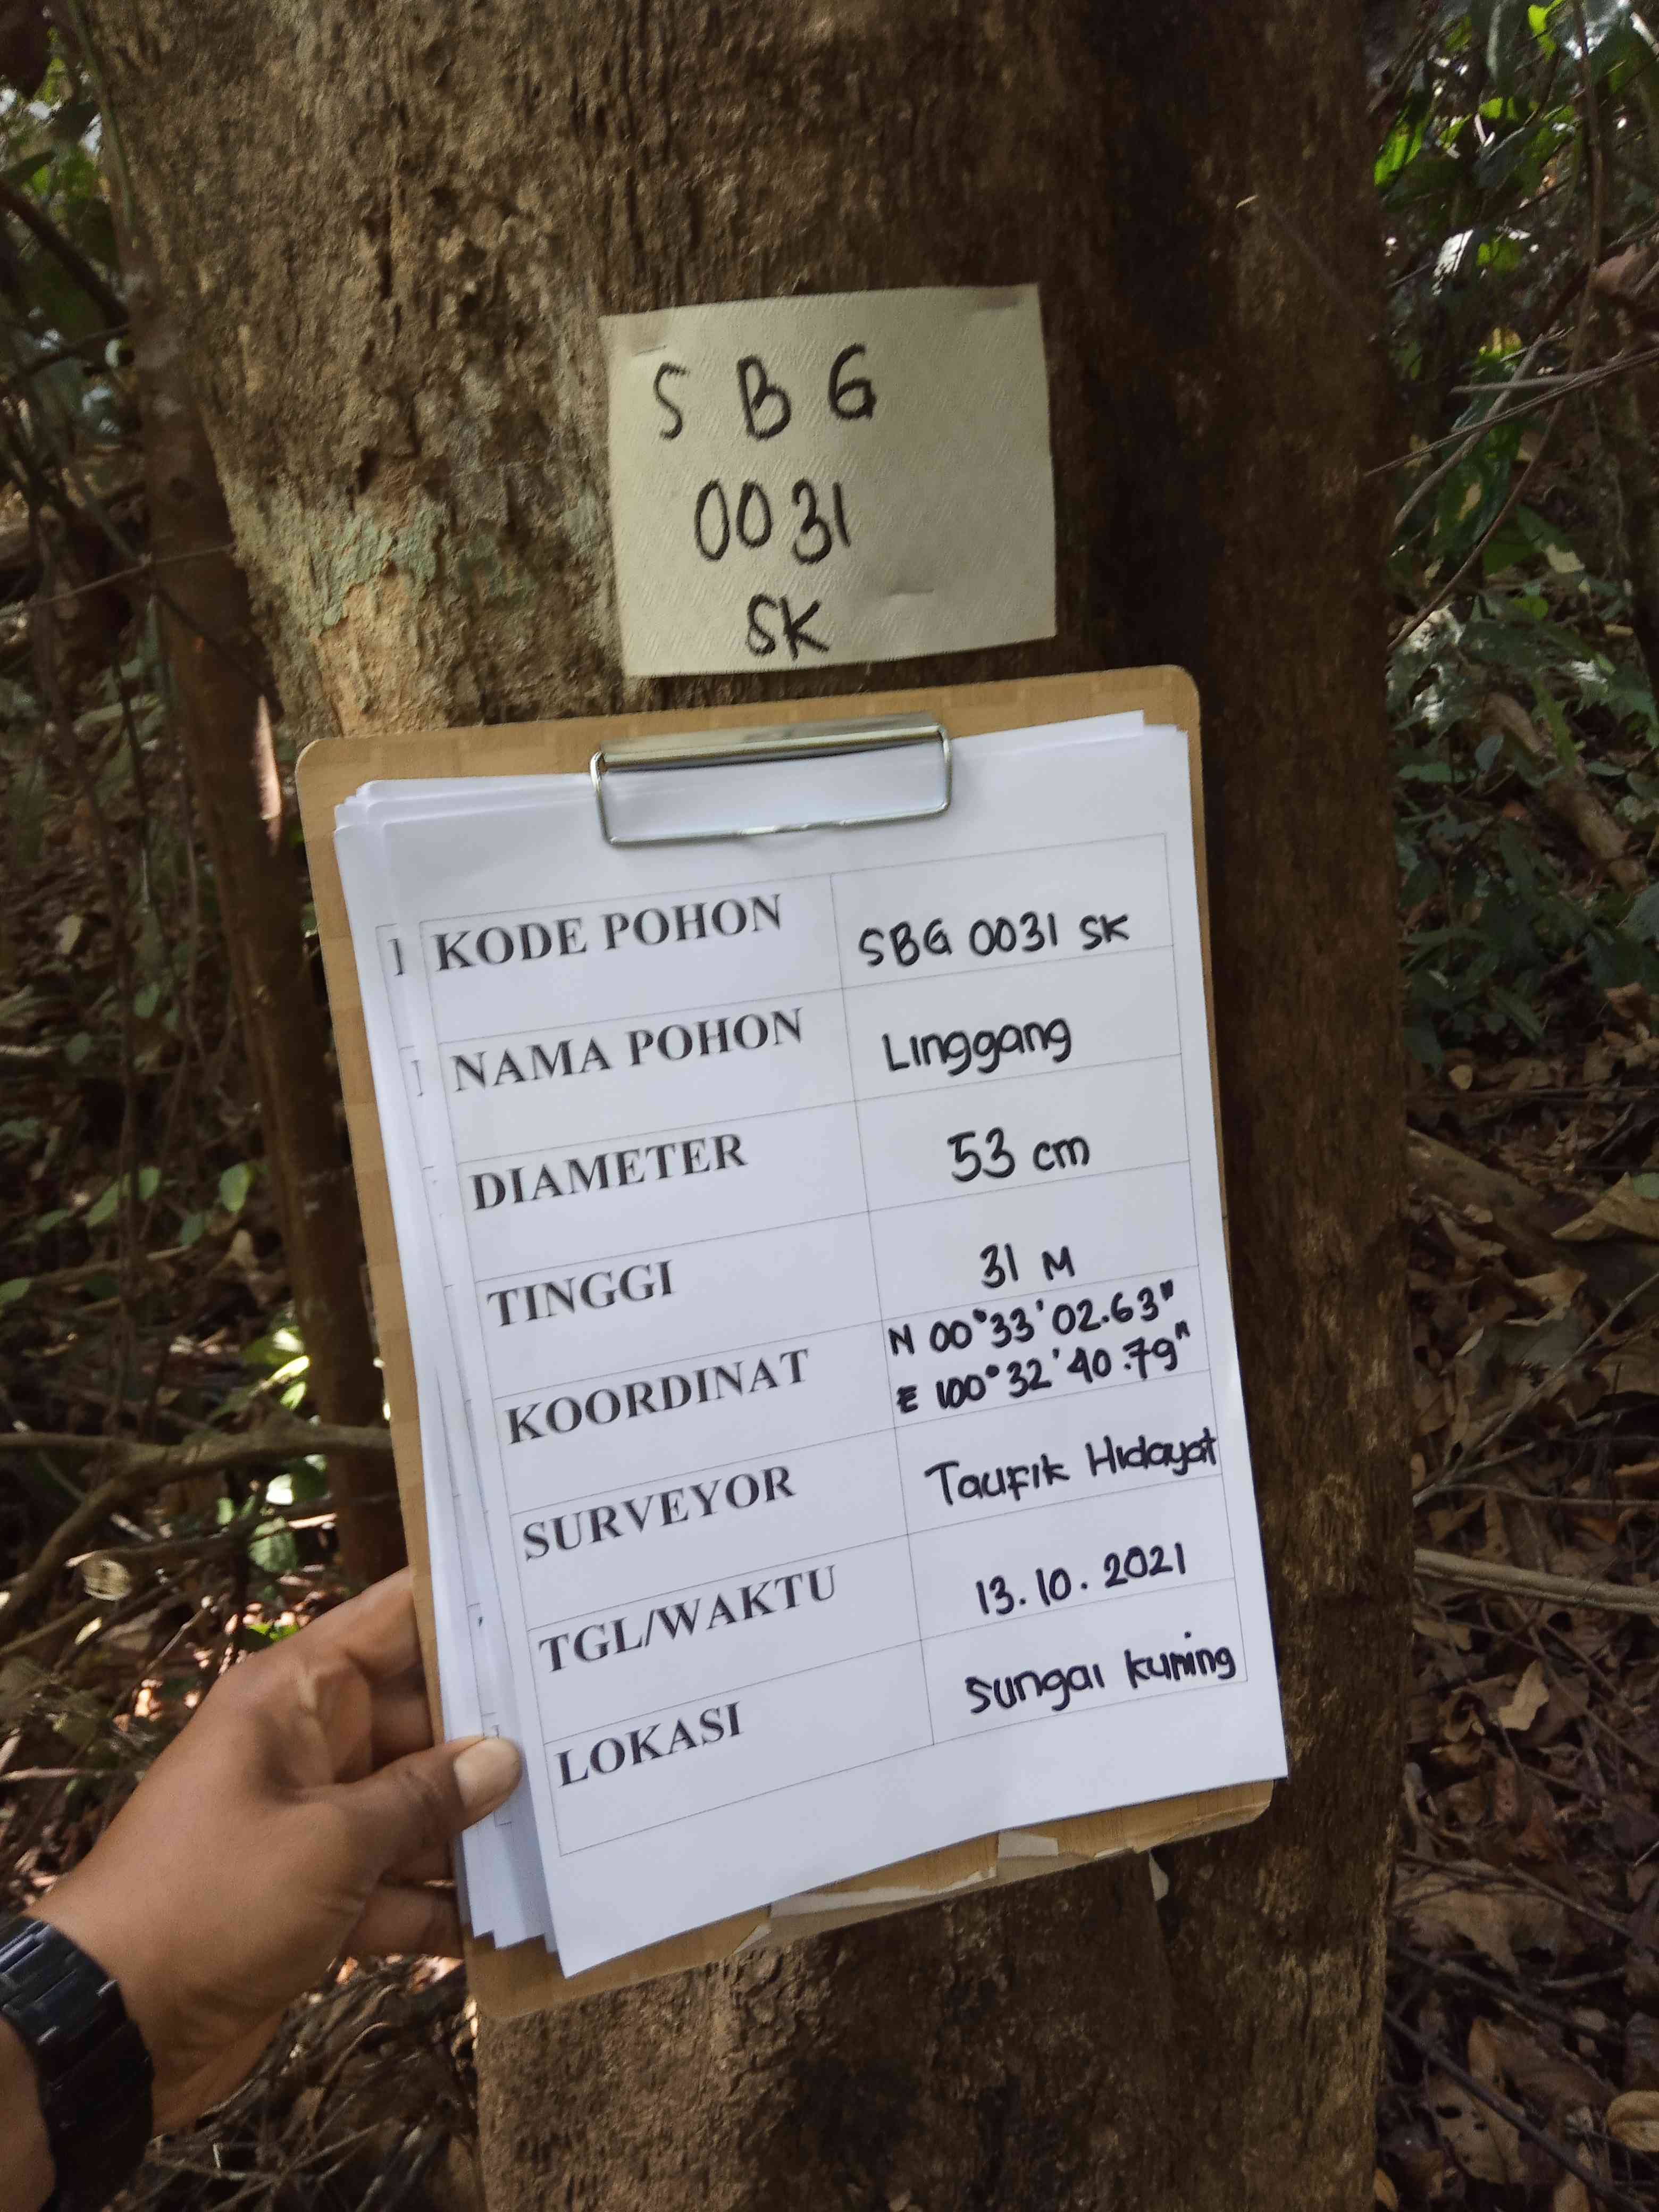 S B G
0031
SK
KODE POHON SBG 0031 SK
NAMA POHON Linggang
DIAMETER 53 cm
TINGGI 31 M
KOORDINAT N 00°33'02.63"
E 100°32'40.79"
SURVEYOR Taufik Hidayat
TGL/WAKTU 13.10.2021
LOKASI Sungai Kuning